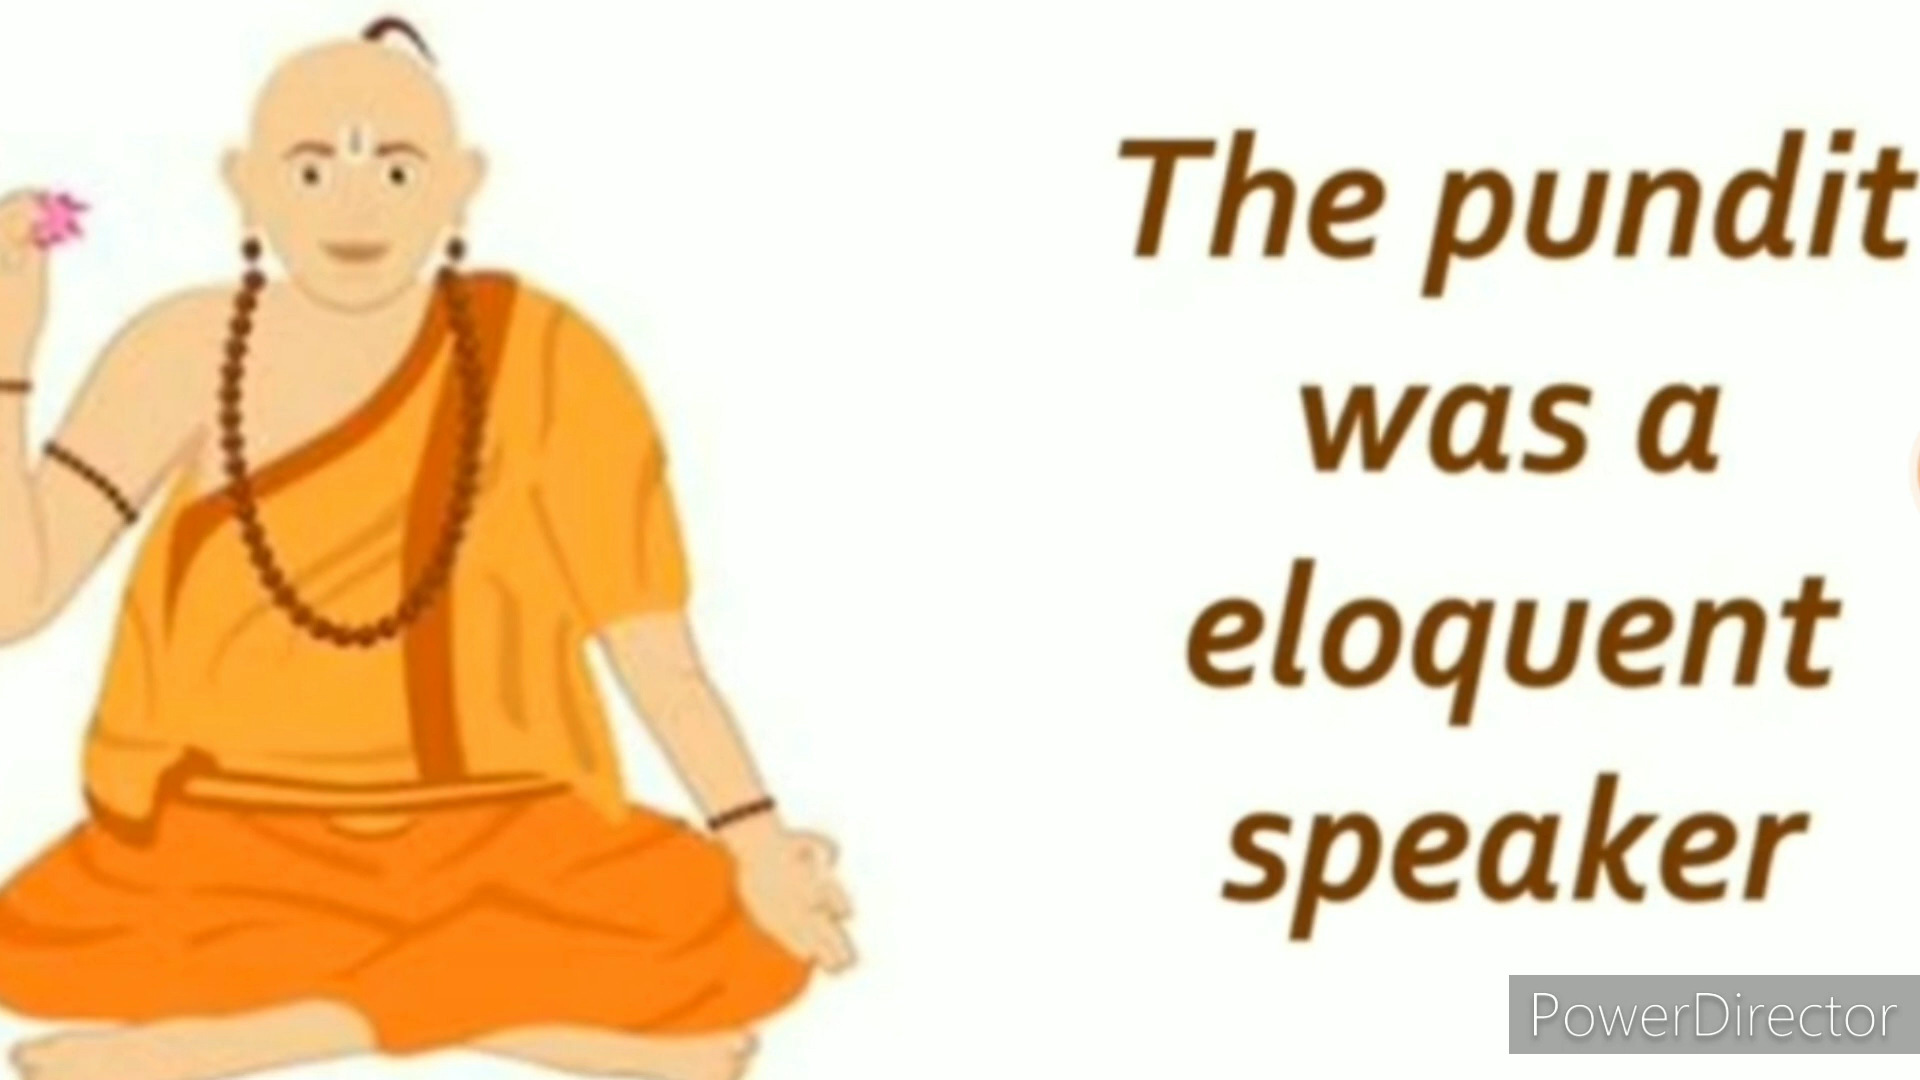 The pundit
was a
eloquent
speaker
PowerDirector